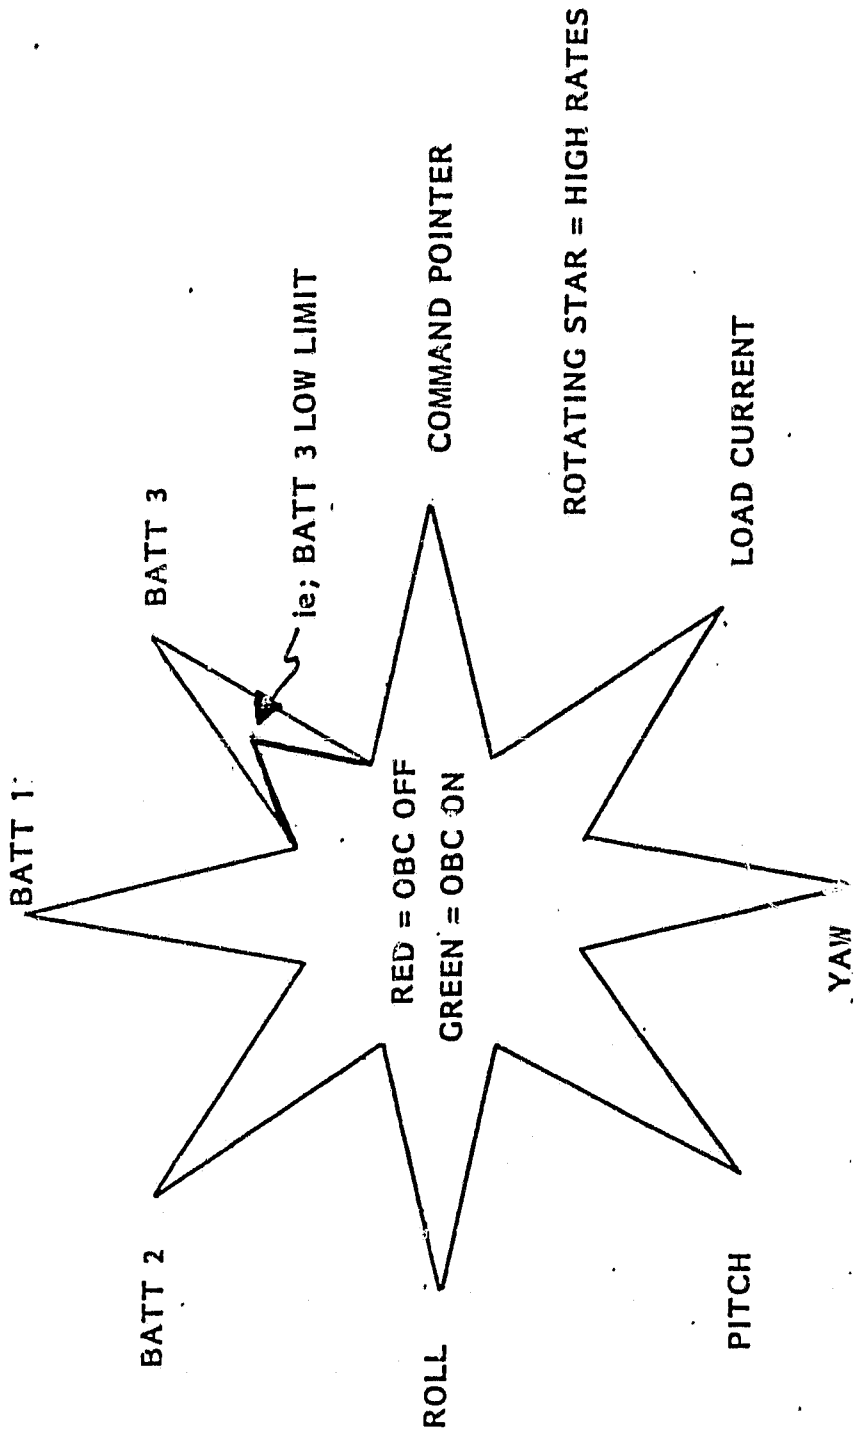 BATT 1
BATT 2
BATT 3
ie; BATT 3 LOW LIMIT
RED = OBC OFF
GREEN = OBC ON
ROLL
COMMAND POINTER
ROTATING STAR = HIGH RATES
PITCH
LOAD CURRENT
YAW